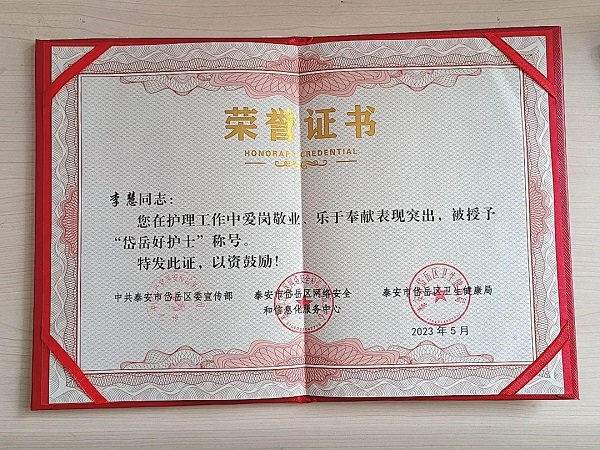 荣誉证书
HONORARY CREDENTIAL
李慧同志：
您在护理工作中爱岗敬业、乐于奉献表现突出，被授予
“岱岳好护士”称号。
特发此证，以资鼓励！
中共泰安市岱岳区委宣传部
泰安市岱岳区网络安全
和信息化服务中心
泰安市岱岳区卫生健康局
2023年5月